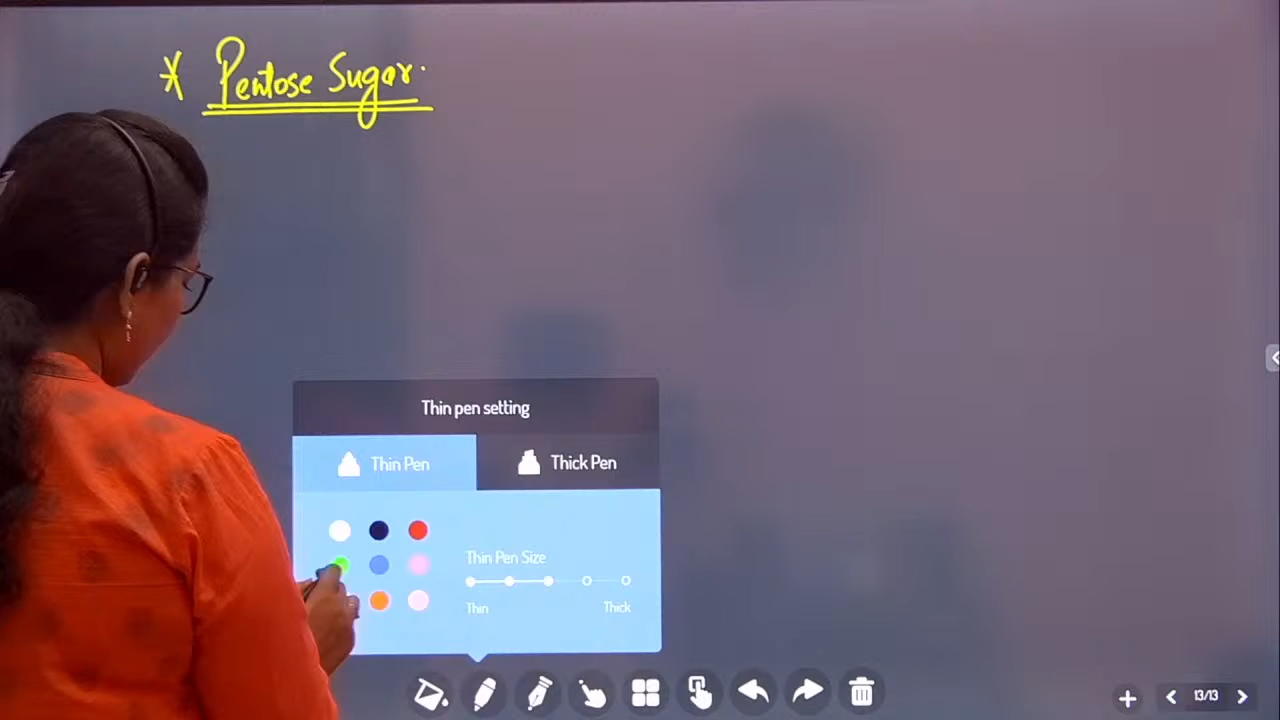 * Pentose Sugar.
Thin pen setting
Thin Pen
Thick Pen
Thin Pen Size
Thin
Thick
13/13